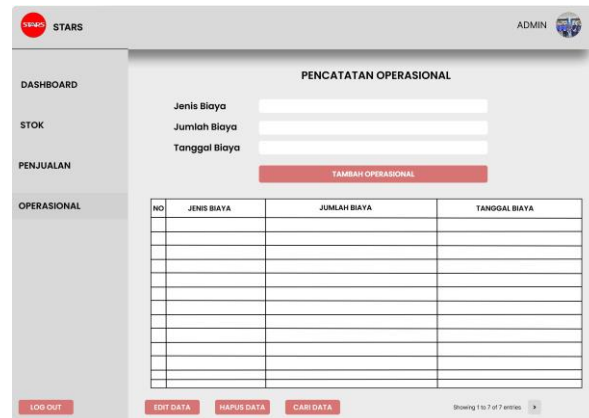 STARS STARS ADMIN
DASHBOARD
STOK
PENJUALAN
OPERASIONAL
LOG OUT
PENCATATAN OPERASIONAL
Jenis Biaya
Jumlah Biaya
Tanggal Biaya
TAMBAH OPERASIONAL
NO JENIS BIAYA JUMLAH BIAYA TANGGAL BIAYA
EDIT DATA HAPUS DATA CARI DATA Showing 1 to 7 of 7 entries >